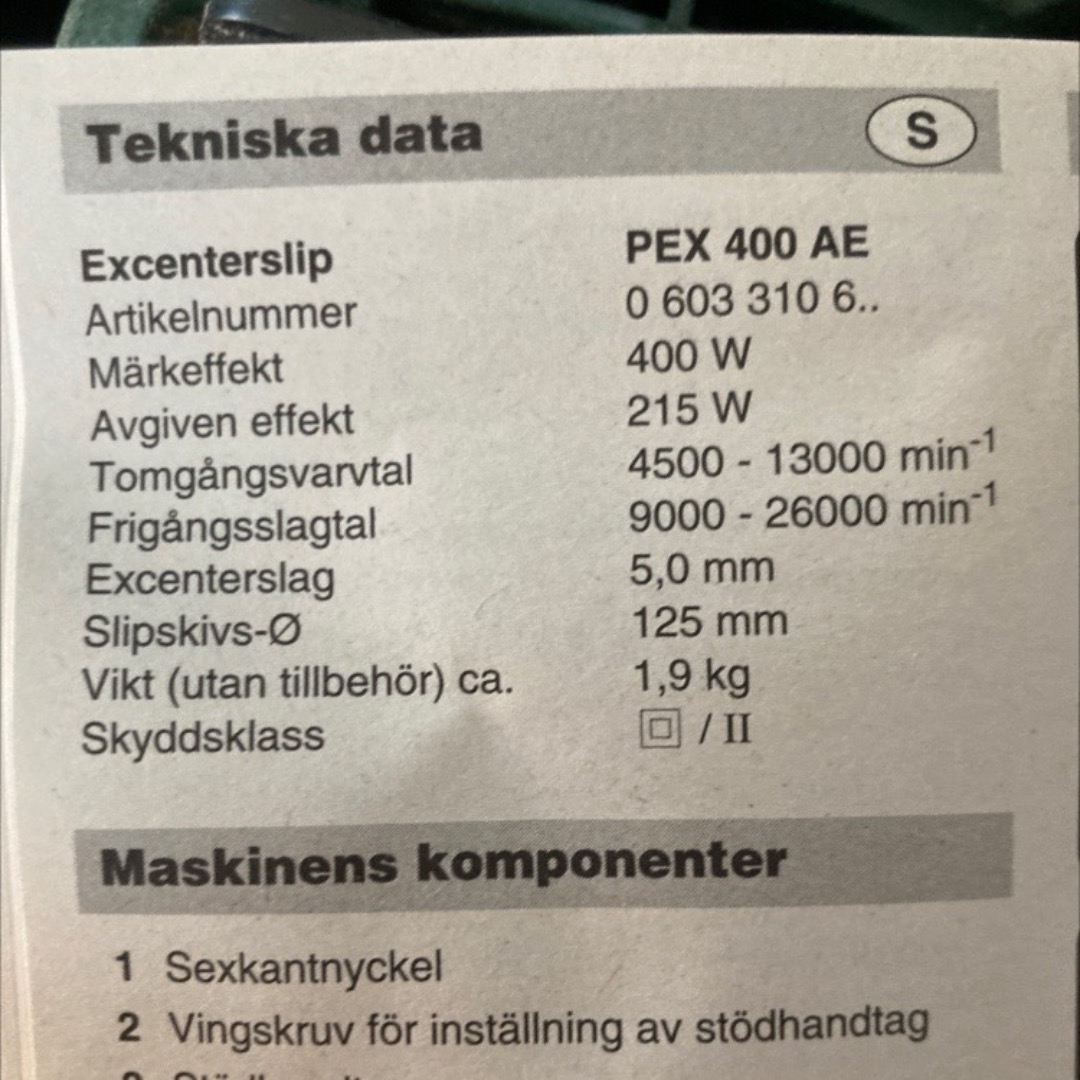 Tekniska data S
Excenterslip PEX 400 AE
Artikelnummer 0 603 310 6..
Märkeffekt 400 W
Avgiven effekt 215 W
Tomgångsvarvtal 4500 - 13000 min⁻¹
Frigångsslagtal 9000 - 26000 min⁻¹
Excenterslag 5,0 mm
Slipskivs-Ø 125 mm
Vikt (utan tillbehör) ca. 1,9 kg
Skyddsklass / II
Maskinens komponenter
1 Sexkantnyckel
2 Vingskruv för inställning av stödhandtag